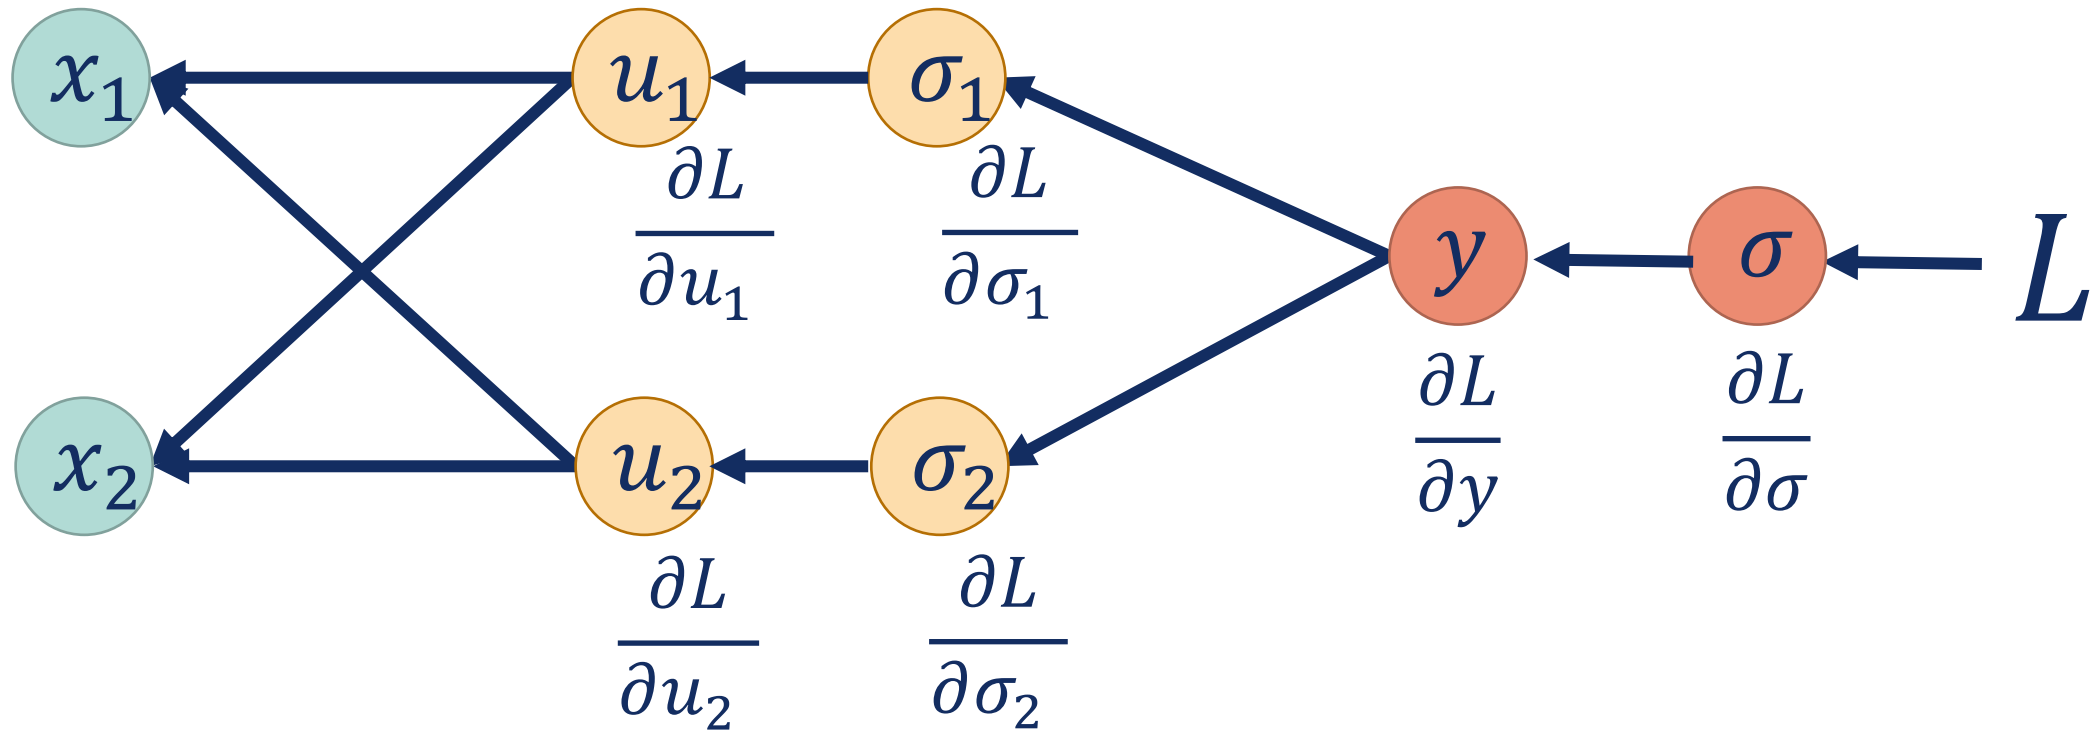 x₁ u₁ σ₁
∂L/∂u₁ ∂L/∂σ₁
y σ L
∂L/∂y ∂L/∂σ
x₂ u₂ σ₂
∂L/∂u₂ ∂L/∂σ₂